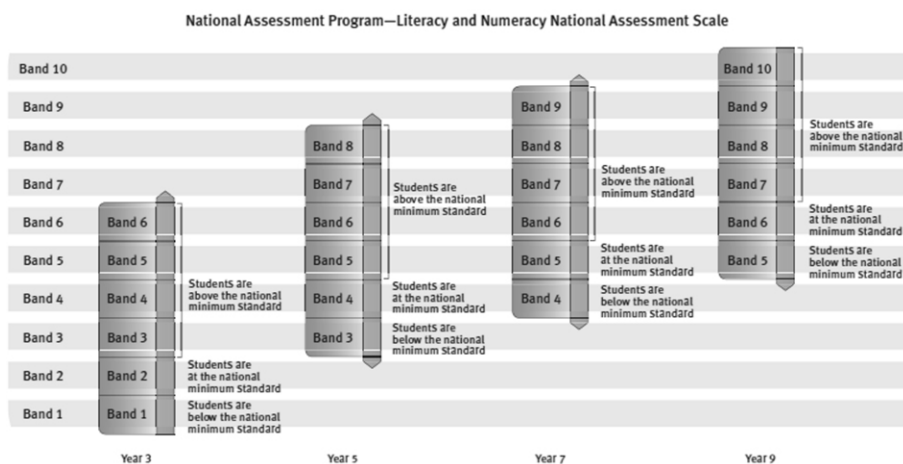 National Assessment Program—Literacy and Numeracy National Assessment Scale
Band 10
Band 9
Band 8
Band 7
Band 6
Band 5
Band 4
Band 3
Band 2
Band 1
Band 6
Band 5
Band 4
Band 3
Band 2
Band 1
Students are
above the national
minimum standard
Students are
at the national
minimum standard
Students are
below the national
minimum standard
Year 3
Band 8
Band 7
Band 6
Band 5
Band 4
Band 3
Students are
above the national
minimum standard
Students are
at the national
minimum standard
Students are
below the national
minimum standard
Year 5
Band 9
Band 8
Band 7
Band 6
Band 5
Band 4
Students are
above the national
minimum standard
Students are
at the national
minimum standard
Students are
below the national
minimum standard
Year 7
Band 10
Band 9
Band 8
Band 7
Band 6
Band 5
Students are
above the national
minimum standard
Students are
at the national
minimum standard
Students are
below the national
minimum standard
Year 9